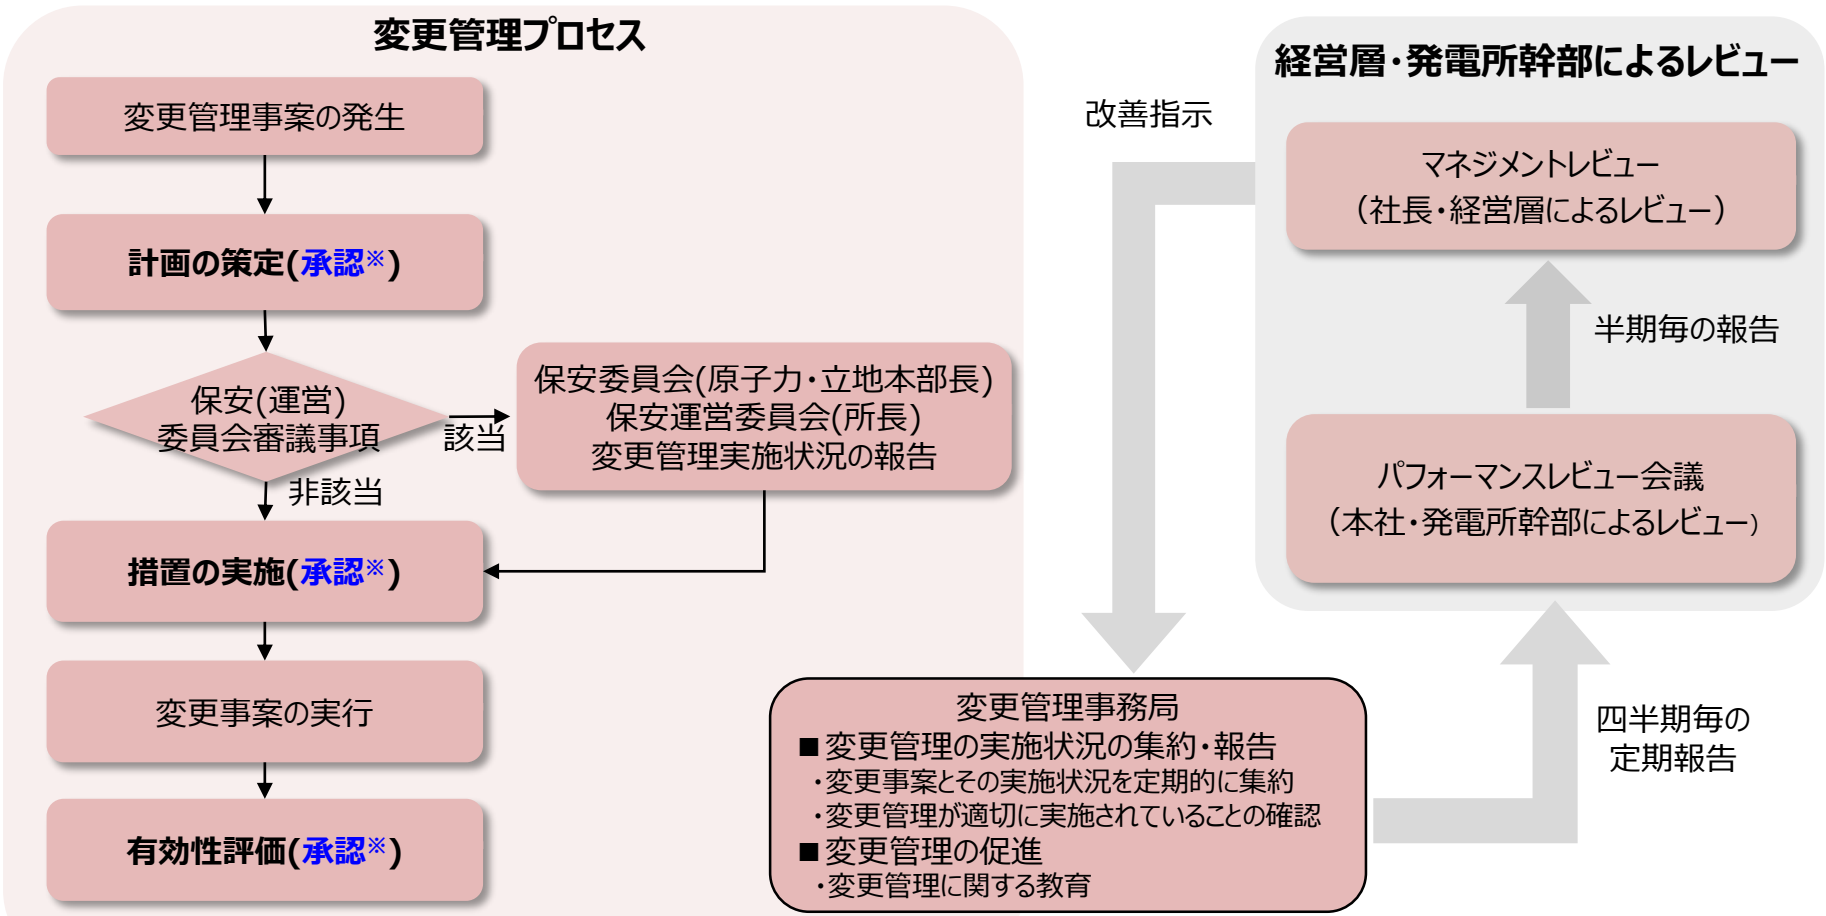 変更管理プロセス
変更管理事案の発生
計画の策定(承認※)
保安(運営)
委員会審議事項
該当
非該当
保安委員会(原子力・立地本部長)
保安運営委員会(所長)
変更管理実施状況の報告
措置の実施(承認※)
変更事案の実行
有効性評価(承認※)
経営層・発電所幹部によるレビュー
改善指示
マネジメントレビュー
(社長・経営層によるレビュー)
半期毎の報告
パフォーマンスレビュー会議
(本社・発電所幹部によるレビュー)
四半期毎の
定期報告
変更管理事務局
■変更管理の実施状況の集約・報告
・変更事案とその実施状況を定期的に集約
・変更管理が適切に実施されていることの確認
■変更管理の促進
・変更管理に関する教育